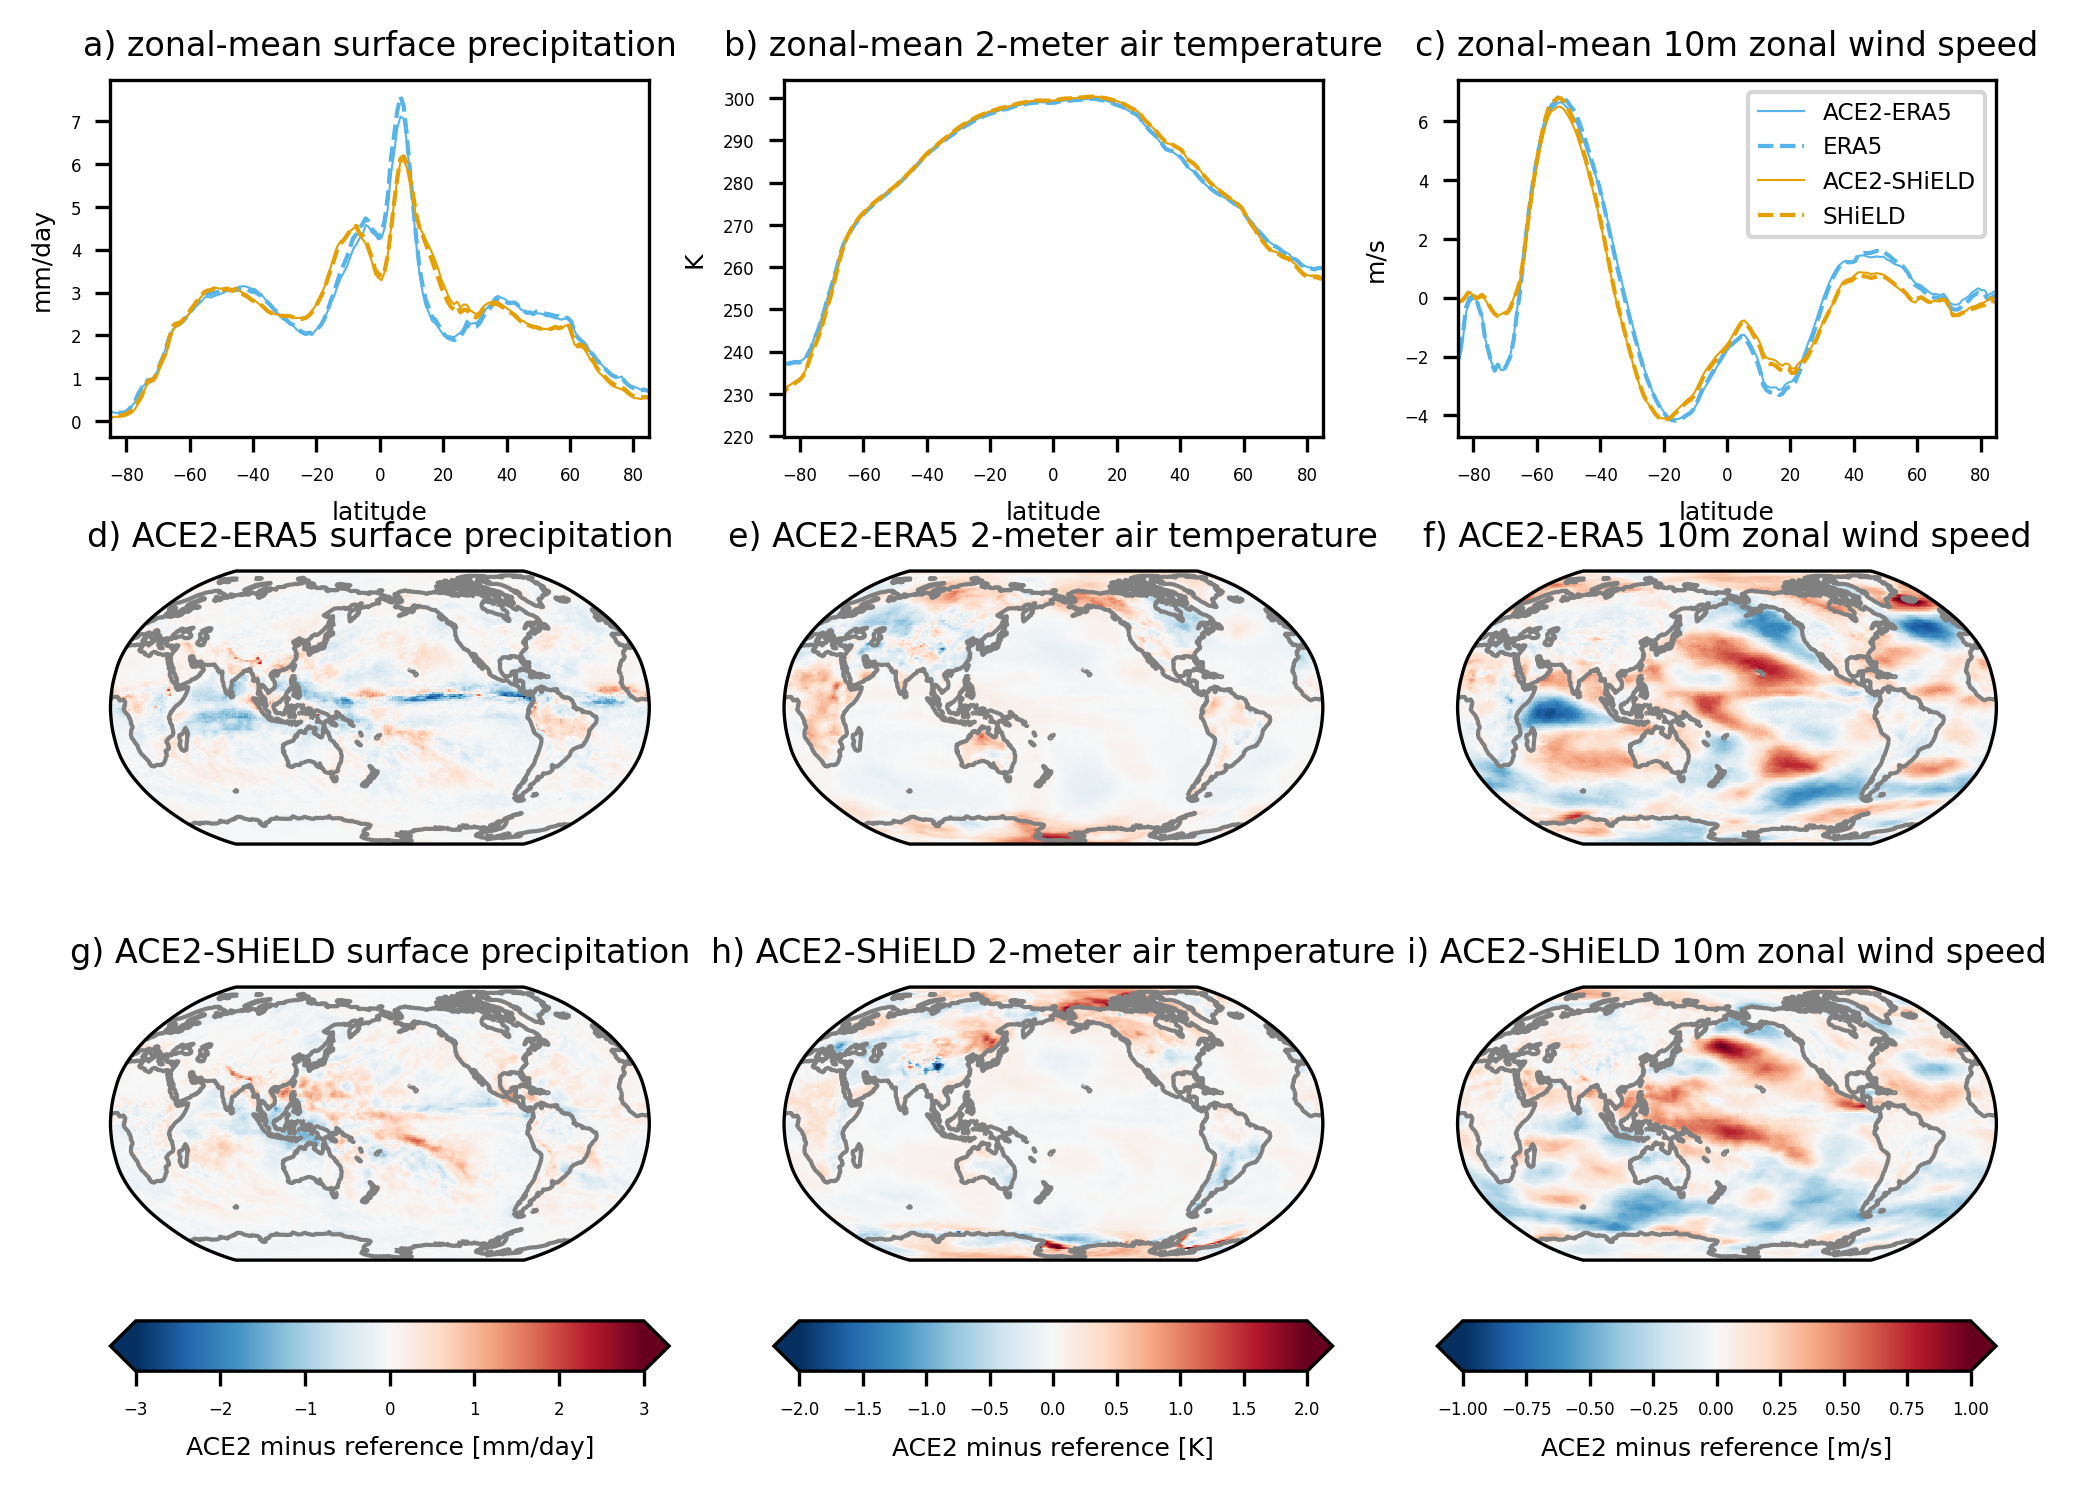 a) zonal-mean surface precipitation
b) zonal-mean 2-meter air temperature
c) zonal-mean 10m zonal wind speed
mm/day
7
6
5
4
3
2
1
0
−80 −60 −40 −20 0 20 40 60 80
latitude
K
300
290
280
270
260
250
240
230
220
−80 −60 −40 −20 0 20 40 60 80
latitude
m/s
6
4
2
0
−2
−4
ACE2-ERA5
ERA5
ACE2-SHiELD
SHiELD
−80 −60 −40 −20 0 20 40 60 80
latitude
d) ACE2-ERA5 surface precipitation
e) ACE2-ERA5 2-meter air temperature
f) ACE2-ERA5 10m zonal wind speed
g) ACE2-SHiELD surface precipitation
h) ACE2-SHiELD 2-meter air temperature
i) ACE2-SHiELD 10m zonal wind speed
−3 −2 −1 0 1 2 3
ACE2 minus reference [mm/day]
−2.0 −1.5 −1.0 −0.5 0.0 0.5 1.0 1.5 2.0
ACE2 minus reference [K]
−1.00 −0.75 −0.50 −0.25 0.00 0.25 0.50 0.75 1.00
ACE2 minus reference [m/s]